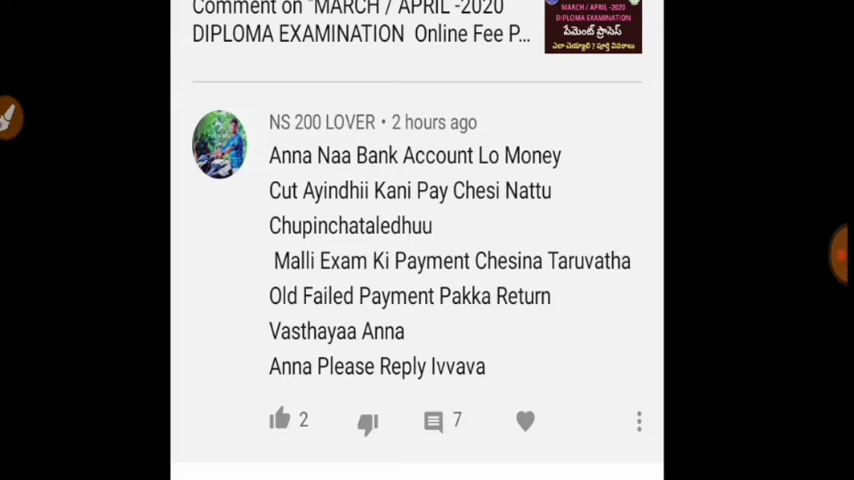 Comment on "MARCH / APRIL -2020
DIPLOMA EXAMINATION Online Fee P...
MARCH / APRIL -2020
DIPLOMA EXAMINATION
పేమెంట్ ప్రాసెస్
ఎలా చెయ్యాలి ? పూర్తి వివరాలు
NS 200 LOVER • 2 hours ago
Anna Naa Bank Account Lo Money
Cut Ayindhii Kani Pay Chesi Nattu
Chupinchataledhuu
Malli Exam Ki Payment Chesina Taruvatha
Old Failed Payment Pakka Return
Vasthayaa Anna
Anna Please Reply Ivvava
2
7